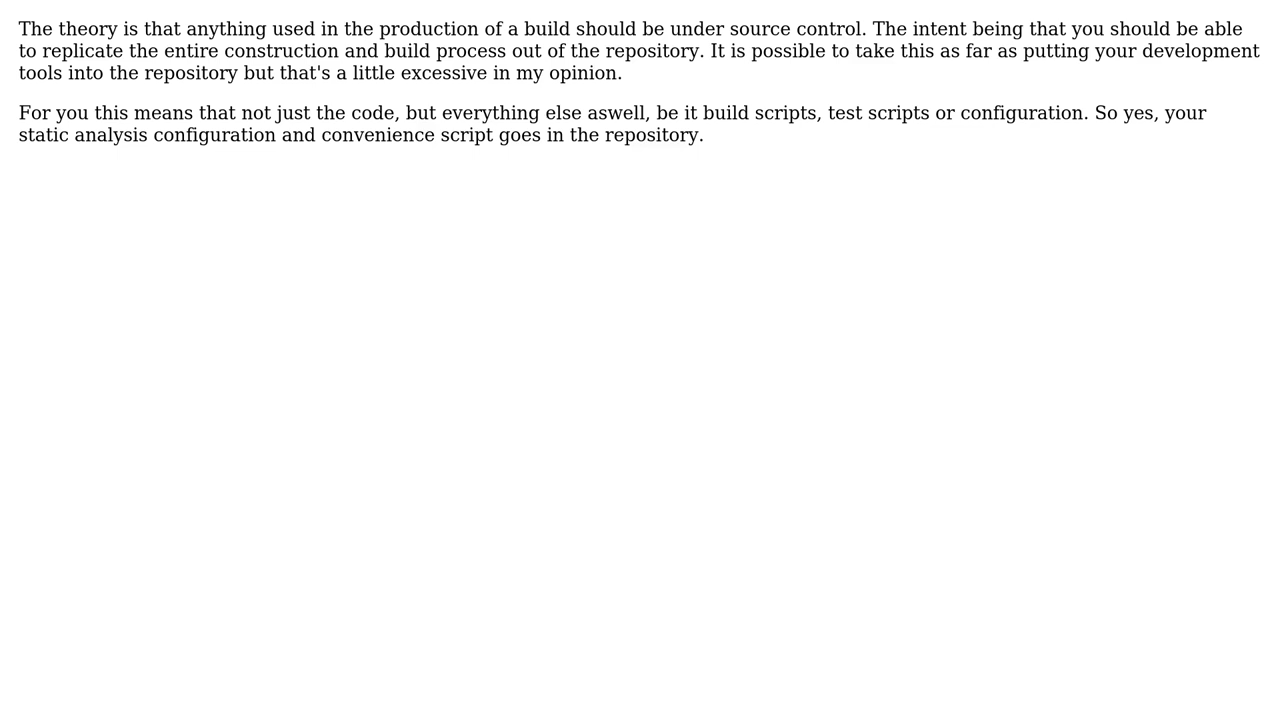 The theory is that anything used in the production of a build should be under source control. The intent being that you should be able
to replicate the entire construction and build process out of the repository. It is possible to take this as far as putting your development
tools into the repository but that's a little excessive in my opinion.
For you this means that not just the code, but everything else aswell, be it build scripts, test scripts or configuration. So yes, your
static analysis configuration and convenience script goes in the repository.